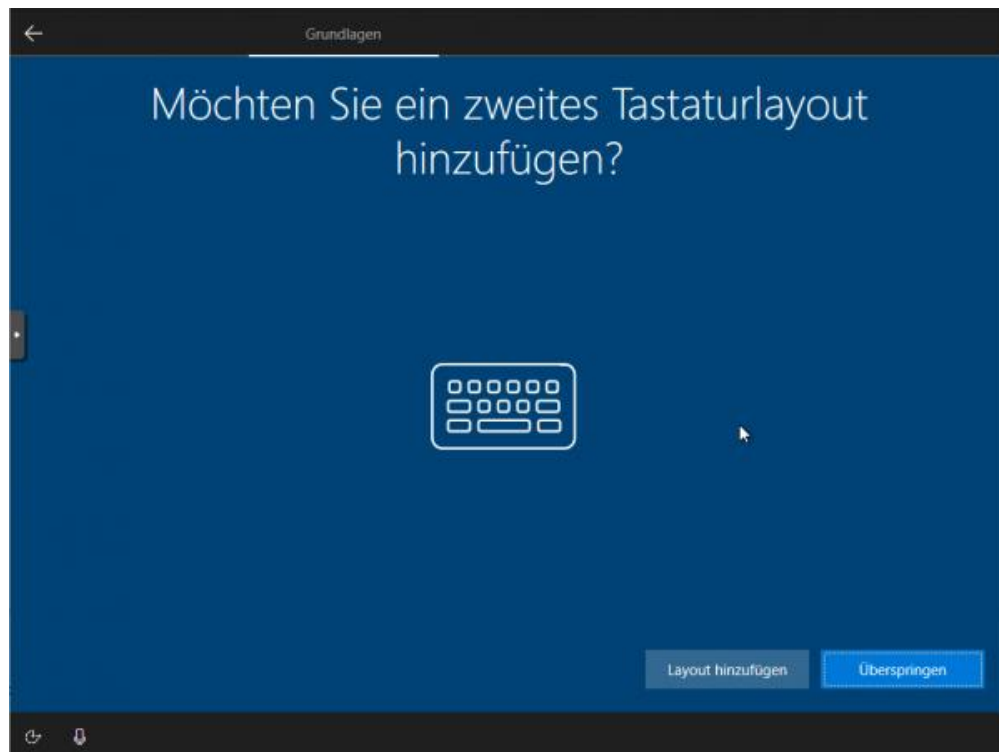 Grundlagen
Möchten Sie ein zweites Tastaturlayout
hinzufügen?
Layout hinzufügen
Überspringen